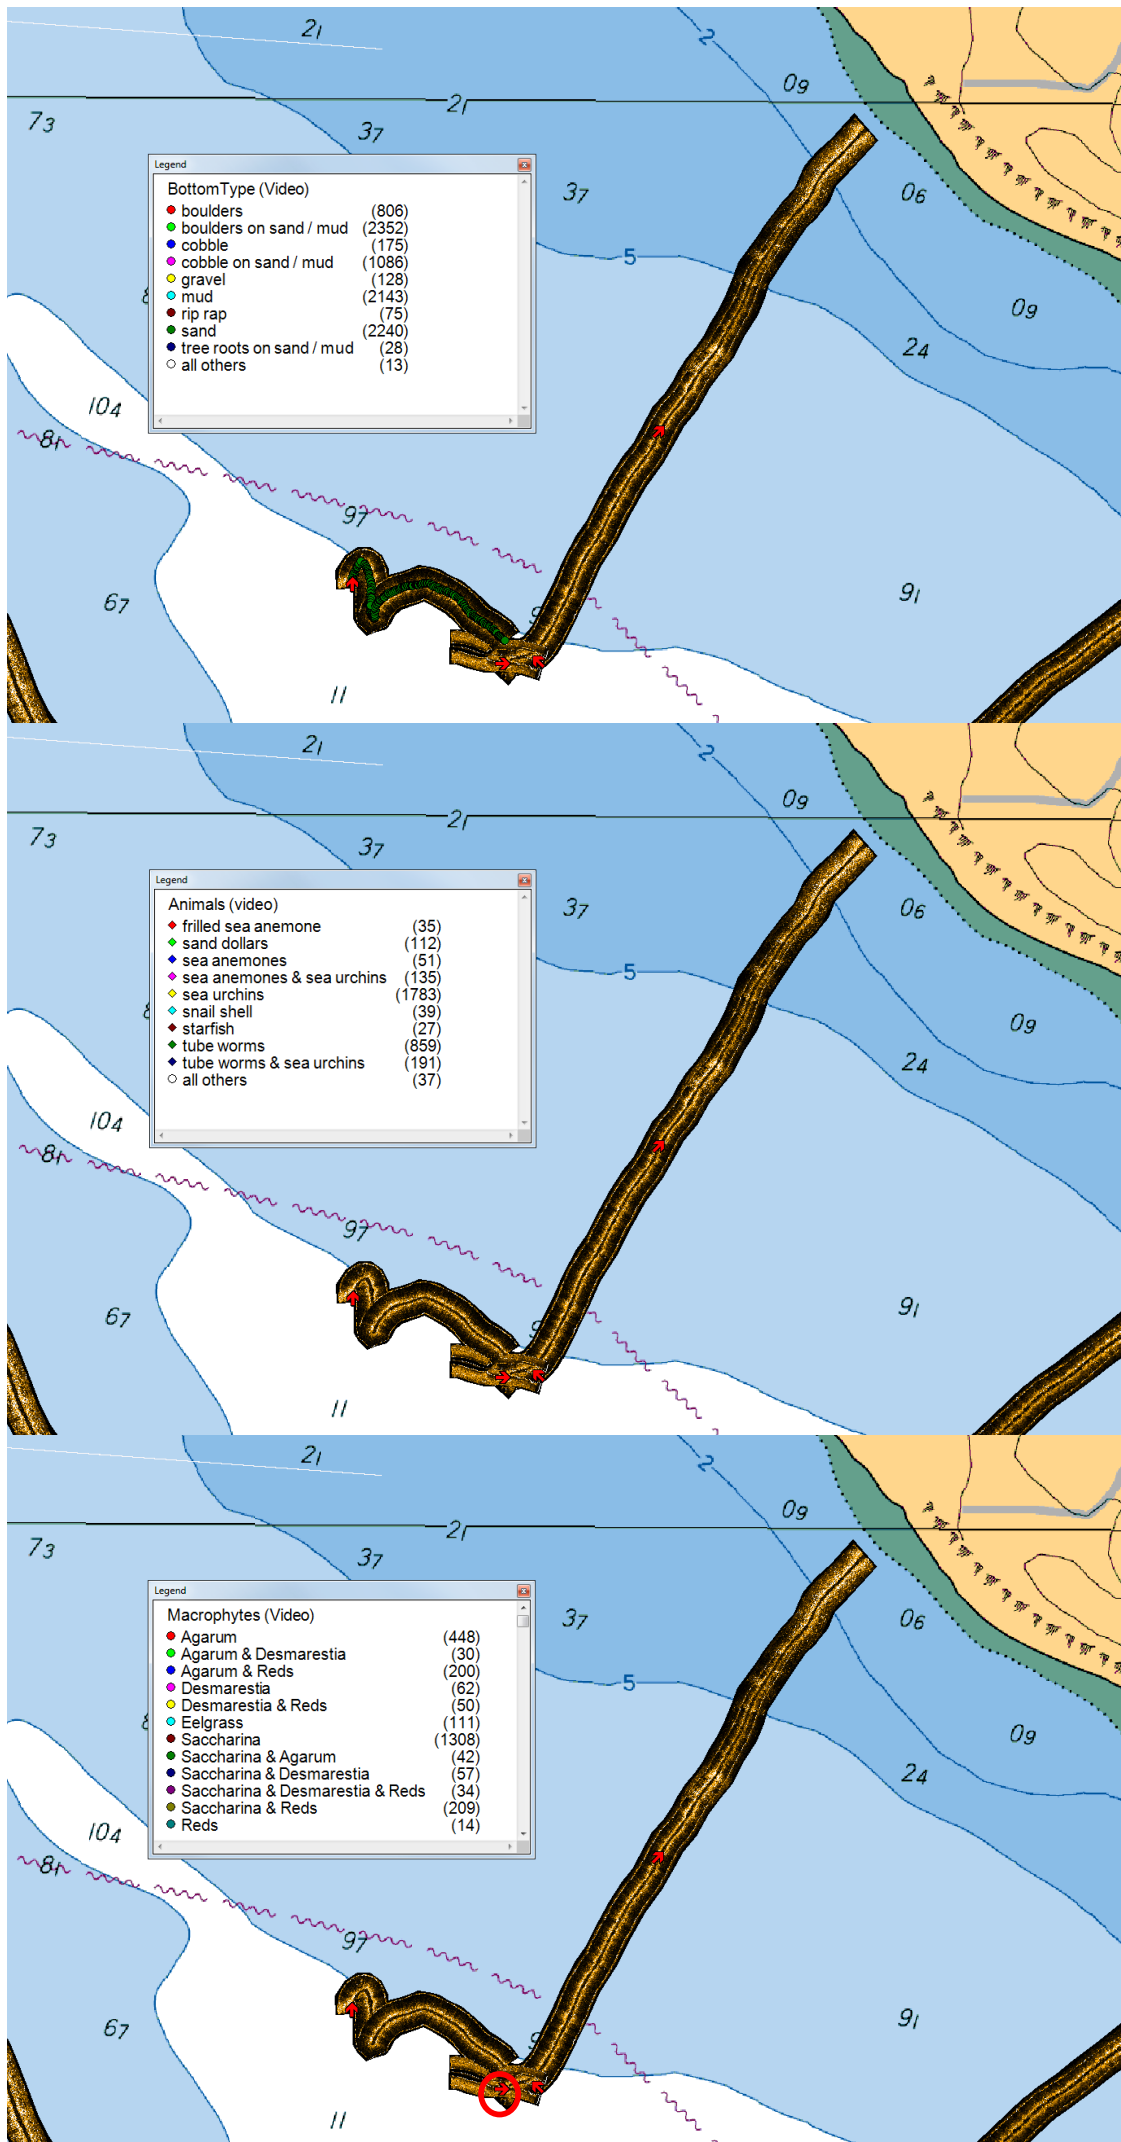 21
2
09
73
21
37
Legend
BottomType (Video)
boulders (806)
boulders on sand / mud (2352)
cobble (175)
cobble on sand / mud (1086)
gravel (128)
mud (2143)
rip rap (75)
sand (2240)
tree roots on sand / mud (28)
all others (13)
37
06
5
09
24
104
81
97
67
91
9
11
21
2
09
73
21
37
Legend
Animals (video)
frilled sea anemone (35)
sand dollars (112)
sea anemones (51)
sea anemones & sea urchins (135)
sea urchins (1783)
snail shell (39)
starfish (27)
tube worms (859)
tube worms & sea urchins (191)
all others (37)
37
06
5
09
24
104
81
97
67
91
9
11
21
2
09
73
21
37
Legend
Macrophytes (Video)
Agarum (448)
Agarum & Desmarestia (30)
Agarum & Reds (200)
Desmarestia (62)
Desmarestia & Reds (50)
Eelgrass (111)
Saccharina (1308)
Saccharina & Agarum (42)
Saccharina & Desmarestia (57)
Saccharina & Desmarestia & Reds (34)
Saccharina & Reds (209)
Reds (14)
37
06
5
09
24
104
81
97
67
91
9
11